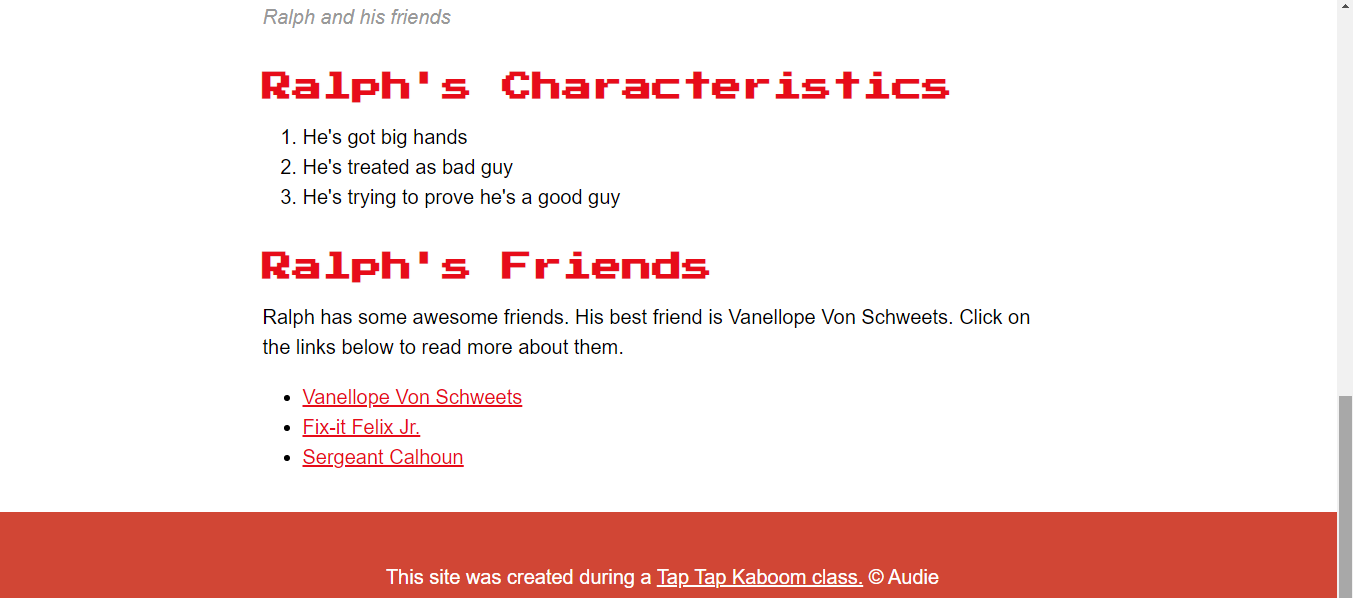 Ralph and his friends
Ralph's Characteristics
1. He's got big hands
2. He's treated as bad guy
3. He's trying to prove he's a good guy
Ralph's Friends
Ralph has some awesome friends. His best friend is Vanellope Von Schweets. Click on
the links below to read more about them.
• Vanellope Von Schweets
• Fix-it Felix Jr.
• Sergeant Calhoun
This site was created during a Tap Tap Kaboom class. © Audie